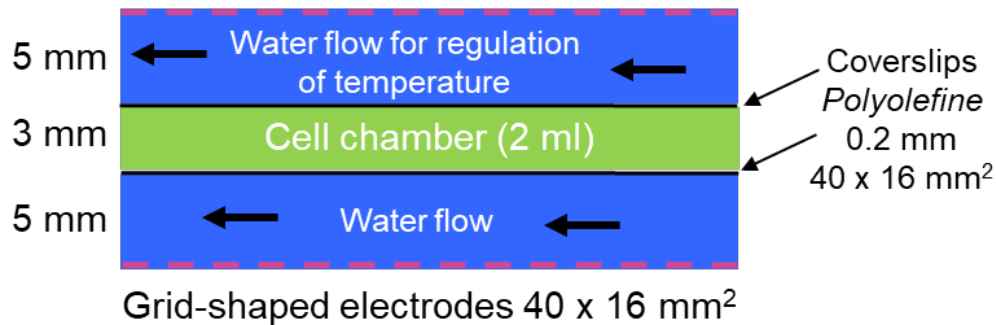 5 mm
Water flow for regulation
of temperature
Coverslips
Polyolefine
0.2 mm
40 x 16 mm²
3 mm
Cell chamber (2 ml)
5 mm
Water flow
Grid-shaped electrodes 40 x 16 mm²